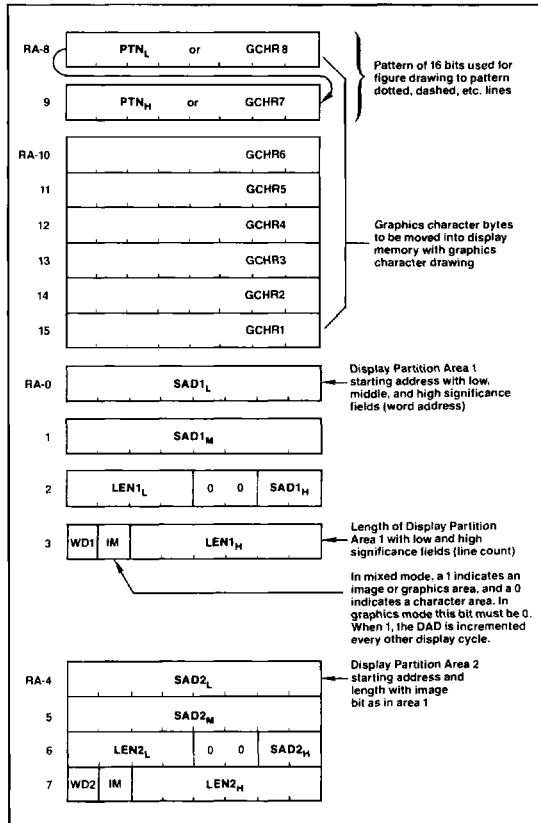 RA-8 PTNL or GCHR8
9 PTNH or GCHR7
Pattern of 16 bits used for
figure drawing to pattern
dotted, dashed, etc. lines
RA-10 GCHR6
11 GCHR5
12 GCHR4
13 GCHR3
14 GCHR2
15 GCHR1
Graphics character bytes
to be moved into display
memory with graphics
character drawing
RA-0 SAD1L
Display Partition Area 1
starting address with low,
middle, and high significance
fields (word address)
1 SAD1M
2 LEN1L 0 0 SAD1H
3 WD1 IM LEN1H
Length of Display Partition
Area 1 with low and high
significance fields (line count)
In mixed mode, a 1 indicates an
image or graphics area, and a 0
indicates a character area. In
graphics mode this bit must be 0.
When 1, the DAD is incremented
every other display cycle.
RA-4 SAD2L
Display Partition Area 2
starting address and
length with image
bit as in area 1
5 SAD2M
6 LEN2L 0 0 SAD2H
7 WD2 IM LEN2H